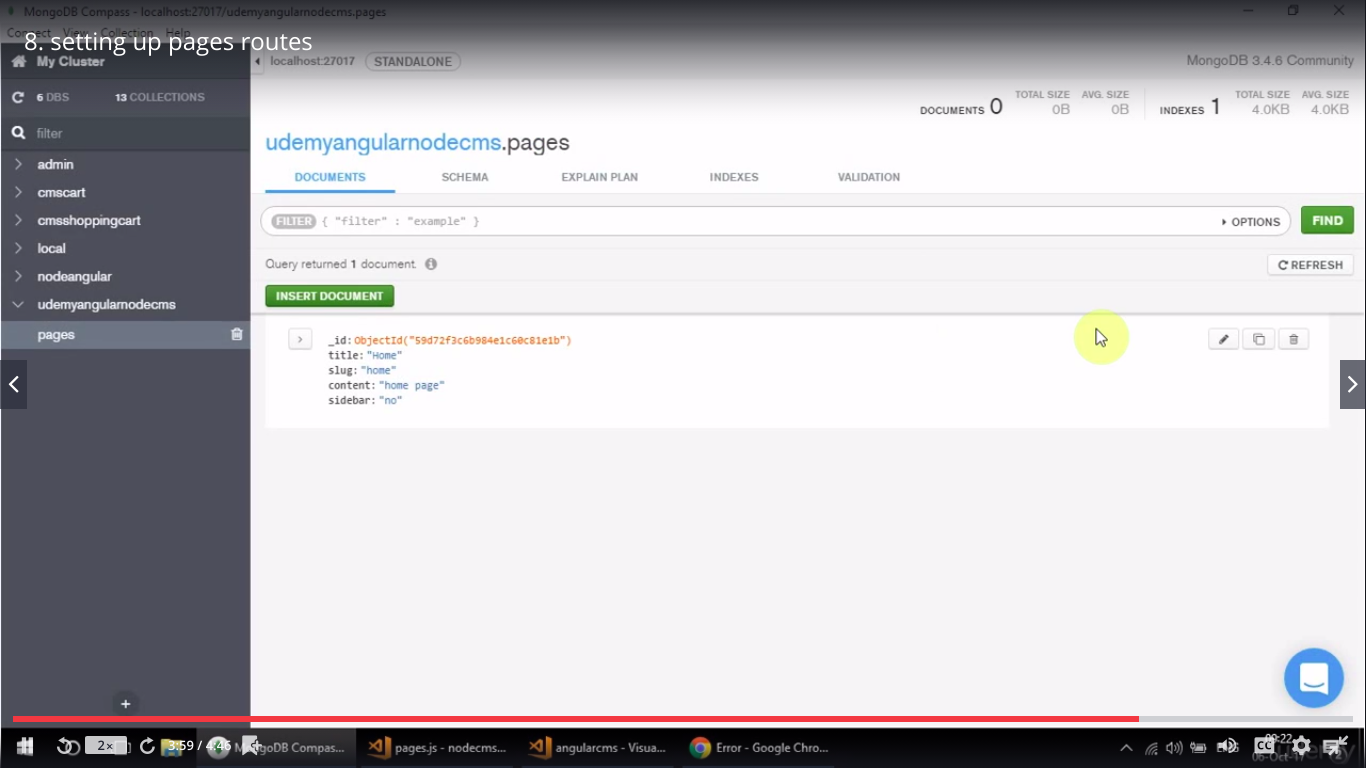 MongoDB Compass - localhost:27017/udemyangularnodecms.pages
Connect View Collection Help
8. setting up pages routes
My Cluster
localhost:27017 STANDALONE
MongoDB 3.4.6 Community
6 DBS 13 COLLECTIONS
filter
admin
cmscart
cmsshoppingcart
local
nodeangular
udemyangularnodecms
pages
DOCUMENTS 0 TOTAL SIZE 0B AVG. SIZE 0B INDEXES 1 TOTAL SIZE 4.0KB AVG. SIZE 4.0KB
udemyangularnodecms.pages
DOCUMENTS SCHEMA EXPLAIN PLAN INDEXES VALIDATION
FILTER { "filter" : "example" } OPTIONS FIND
Query returned 1 document. REFRESH
INSERT DOCUMENT
_id: ObjectId("59d72f3c6b984e1c60c81e1b")
title: "Home"
slug: "home"
content: "home page"
sidebar: "no"
+
2× 3:59 / 4:46
MongoDB Compas... pages.js - nodecms... angularcms - Visua... Error - Google Chro...
CC